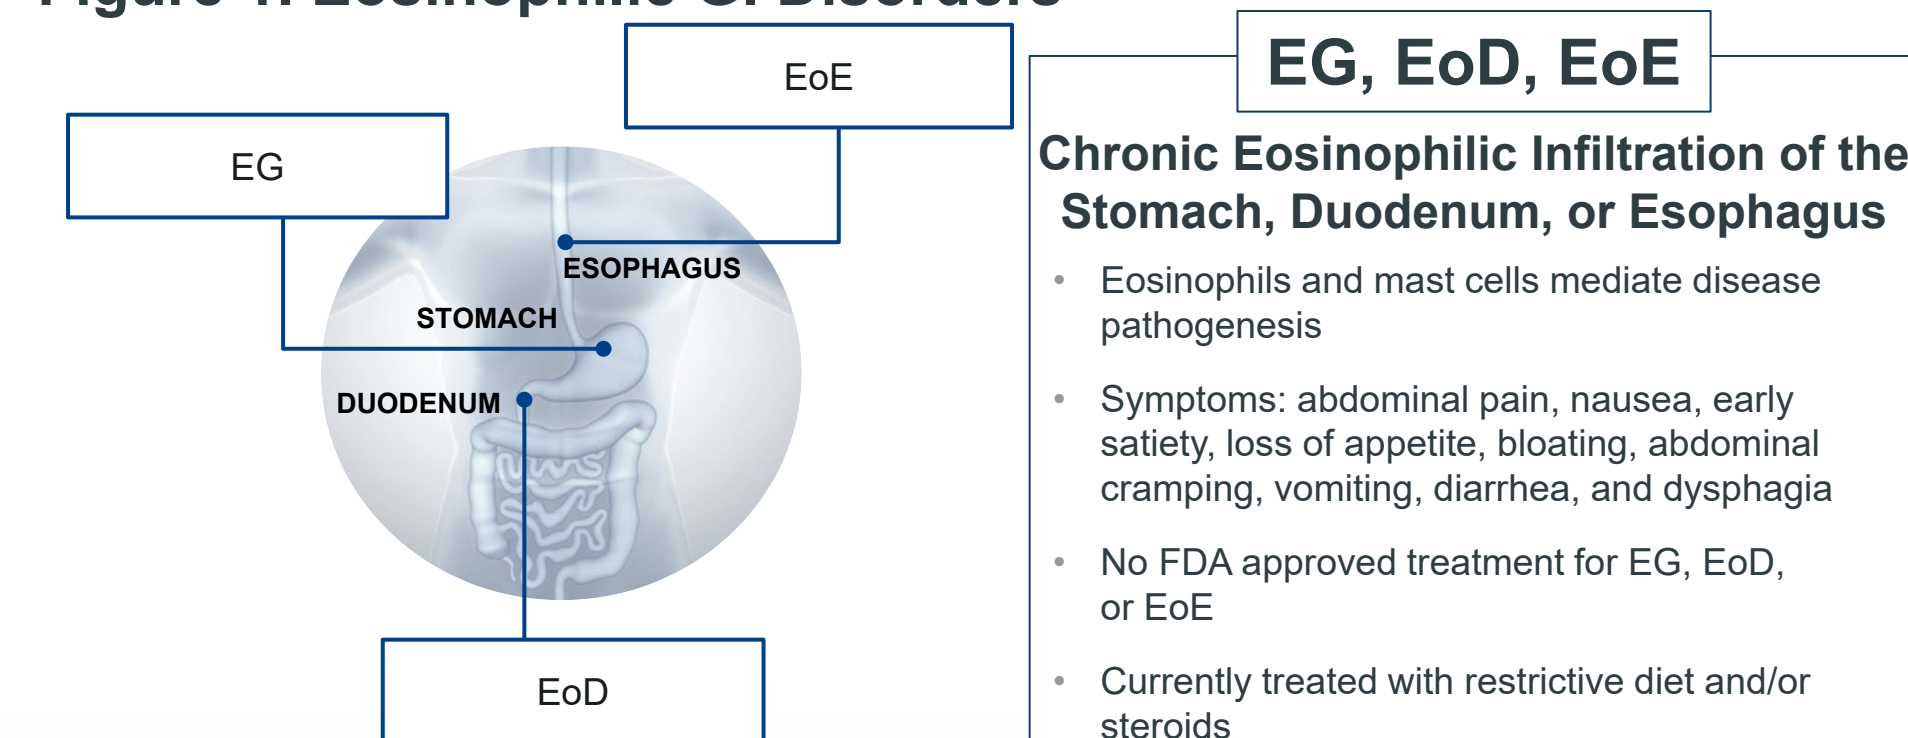 Eosinophilic GI Disorders
EoE
EG
ESOPHAGUS
STOMACH
DUODENUM
EoD
EG, EoD, EoE
Chronic Eosinophilic Infiltration of the
Stomach, Duodenum, or Esophagus
• Eosinophils and mast cells mediate disease
pathogenesis
• Symptoms: abdominal pain, nausea, early
satiety, loss of appetite, bloating, abdominal
cramping, vomiting, diarrhea, and dysphagia
• No FDA approved treatment for EG, EoD,
or EoE
• Currently treated with restrictive diet and/or
steroids